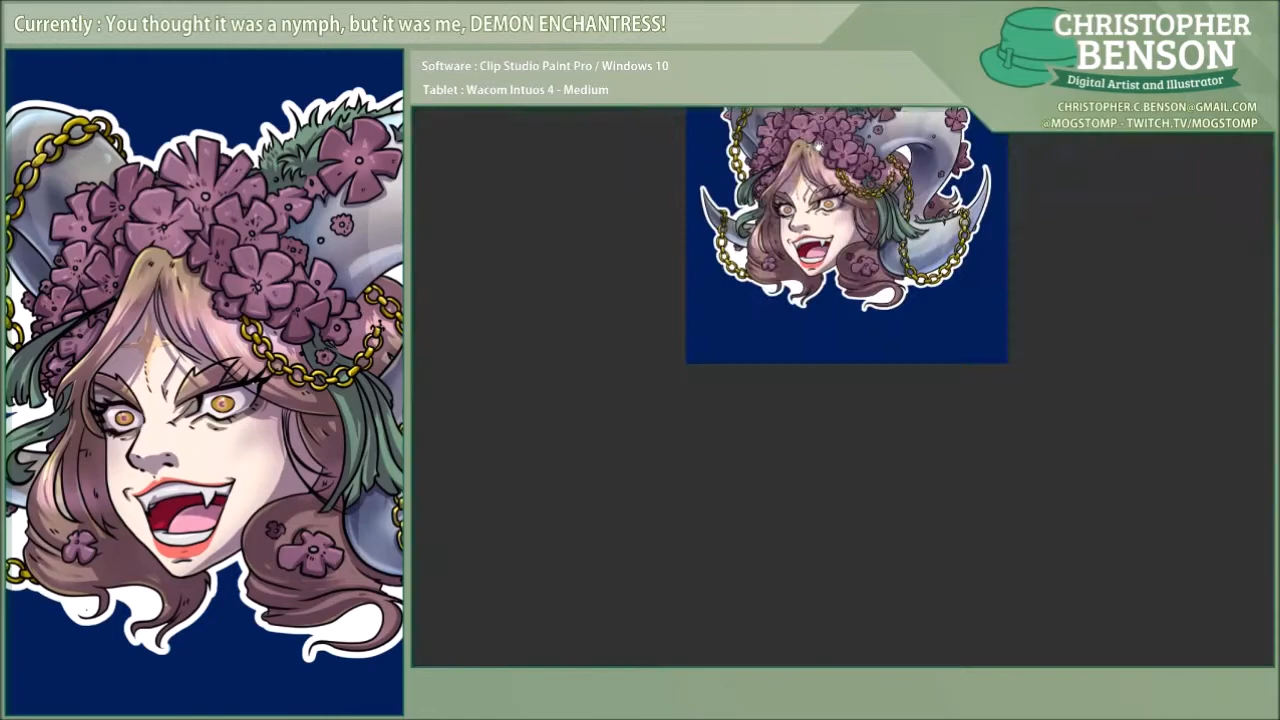 Currently : You thought it was a nymph, but it was me, DEMON ENCHANTRESS!
Software : Clip Studio Paint Pro / Windows 10
Tablet : Wacom Intuos 4 - Medium
CHRISTOPHER
BENSON
Digital Artist and Illustrator
CHRISTOPHER.C.BENSON@GMAIL.COM
@MOGSTOMP - TWITCH.TV/MOGSTOMP